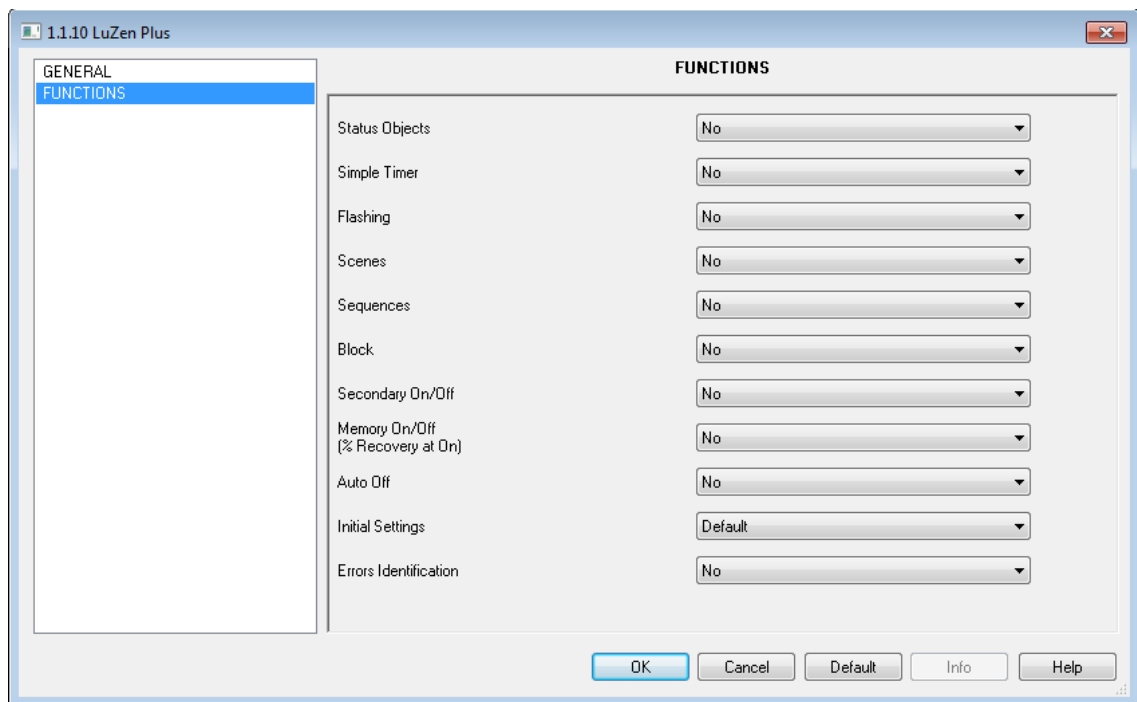 1.1.10 LuZen Plus
GENERAL
FUNCTIONS
FUNCTIONS
Status Objects No
Simple Timer No
Flashing No
Scenes No
Sequences No
Block No
Secondary On/Off No
Memory On/Off
(% Recovery at On) No
Auto Off No
Initial Settings Default
Errors Identification No
OK Cancel Default Info Help